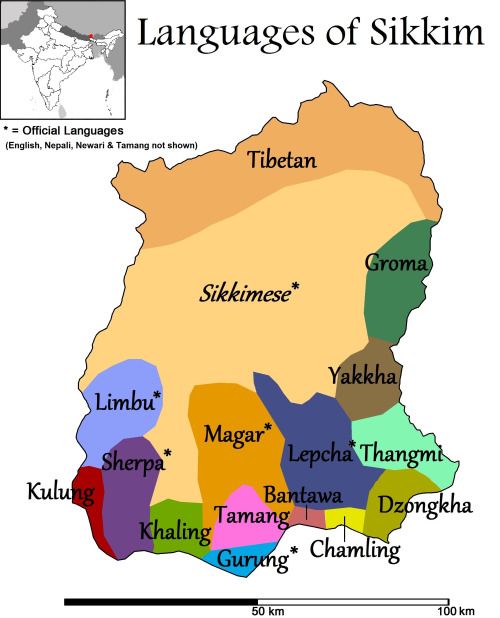 Languages of Sikkim
* = Official Languages
(English, Nepali, Newari & Tamang not shown)
Tibetan
Groma
Sikkimese*
Yakkha
Limbu*
Magar*
Lepcha*
Thangmi
Sherpa*
Kulung
Bantawa
Dzongkha
Khaling
Tamang
Chamling
Gurung*
50 km
100 km